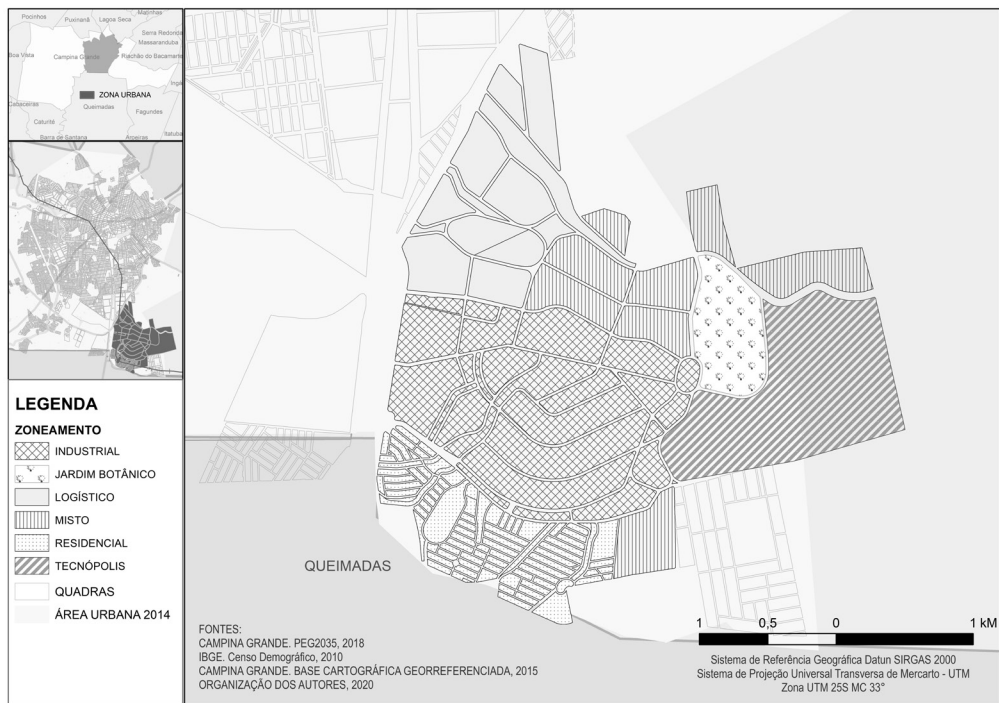 Pocinhos
Puxinanã
Lagoa Seca
Matinhas
Serra Redonda
Massaranduba
Boa Vista
Campina Grande
Riachão do Bacamarte
Ingá
ZONA URBANA
Cabaceiras
Queimadas
Fagundes
Caturité
Itatuba
Barra de Santana
Aroeiras
LEGENDA
ZONEAMENTO
INDUSTRIAL
JARDIM BOTÂNICO
LOGÍSTICO
MISTO
RESIDENCIAL
TECNÓPOLIS
QUADRAS
ÁREA URBANA 2014
QUEIMADAS
FONTES:
CAMPINA GRANDE. PEG2035, 2018
IBGE. Censo Demográfico, 2010
CAMPINA GRANDE. BASE CARTOGRÁFICA GEORREFERENCIADA, 2015
ORGANIZAÇÃO DOS AUTORES, 2020
1 0,5 0 1 kM
Sistema de Referência Geográfica Datun SIRGAS 2000
Sistema de Projeção Universal Transversa de Mercarto - UTM
Zona UTM 25S MC 33°